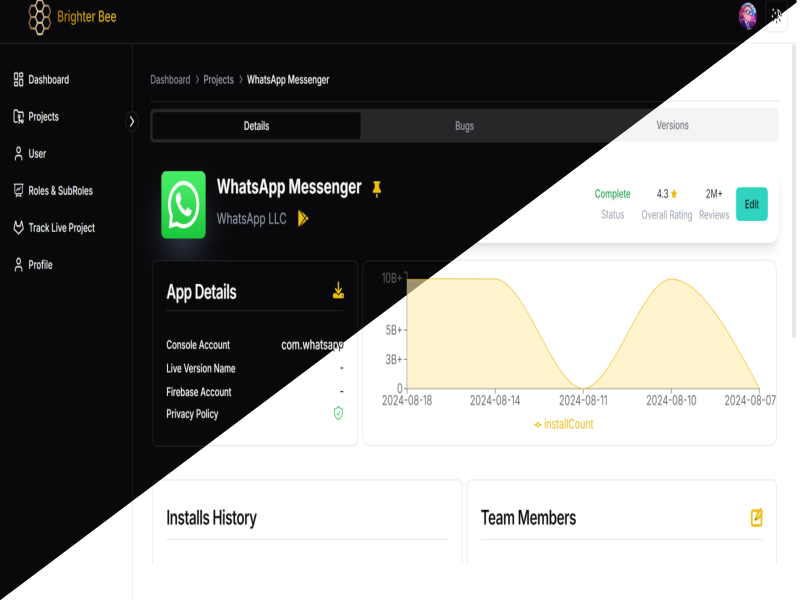 Brighter Bee
Dashboard
Projects
User
Roles & SubRoles
Track Live Project
Profile
Dashboard > Projects > WhatsApp Messenger
Details Bugs Versions
WhatsApp Messenger
WhatsApp LLC
Complete 4.3 2M+
Status Overall Rating Reviews
Edit
App Details
Console Account com.whatsapp
Live Version Name -
Firebase Account -
Privacy Policy
10B+
5B+
3B+
0
2024-08-18 2024-08-14 2024-08-11 2024-08-10 2024-08-07
installCount
Installs History
Team Members